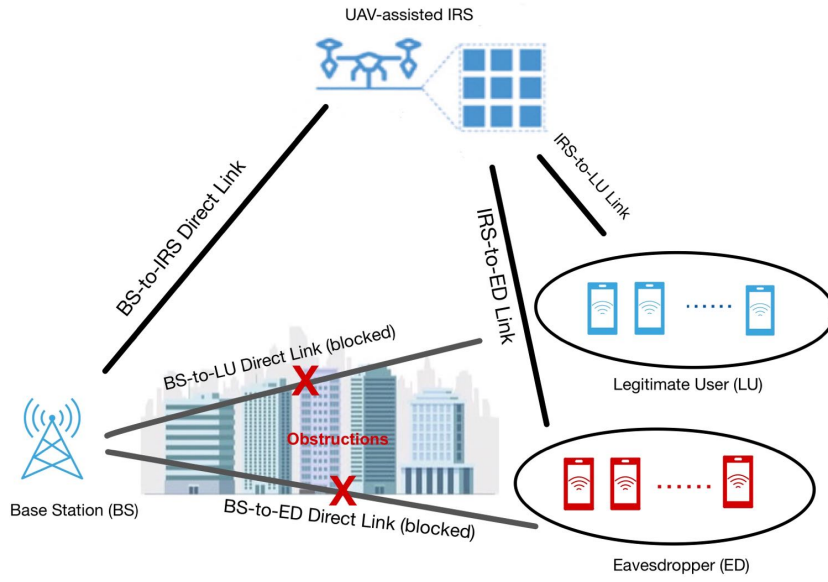 UAV-assisted IRS
BS-to-IRS Direct Link
IRS-to-LU Link
IRS-to-ED Link
BS-to-LU Direct Link (blocked)
X
Legitimate User (LU)
Obstructions
X
BS-to-ED Direct Link (blocked)
Base Station (BS)
Eavesdropper (ED)